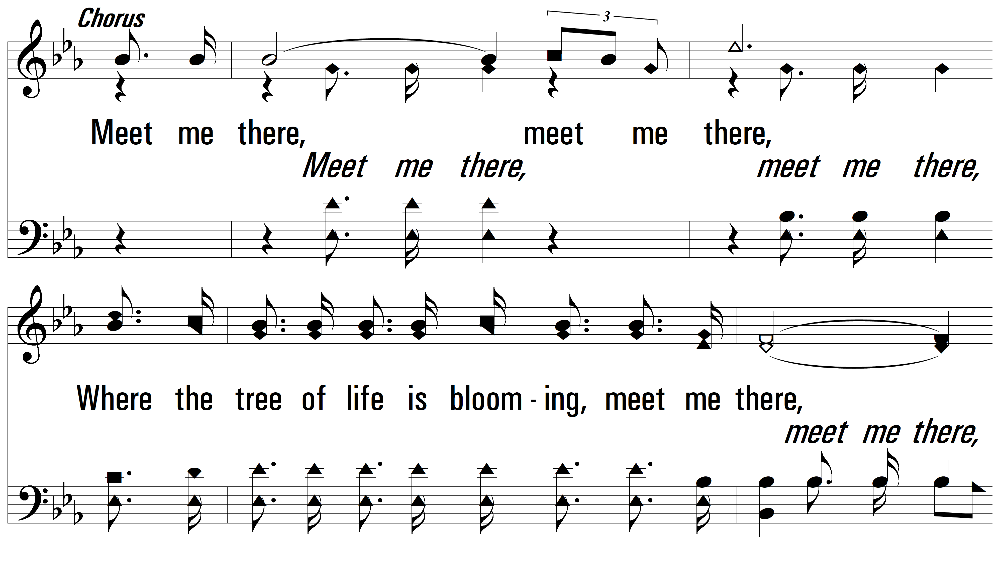 Chorus
3
Meet me there, meet me there,
Meet me there, meet me there,
Where the tree of life is bloom - ing, meet me there,
meet me there,